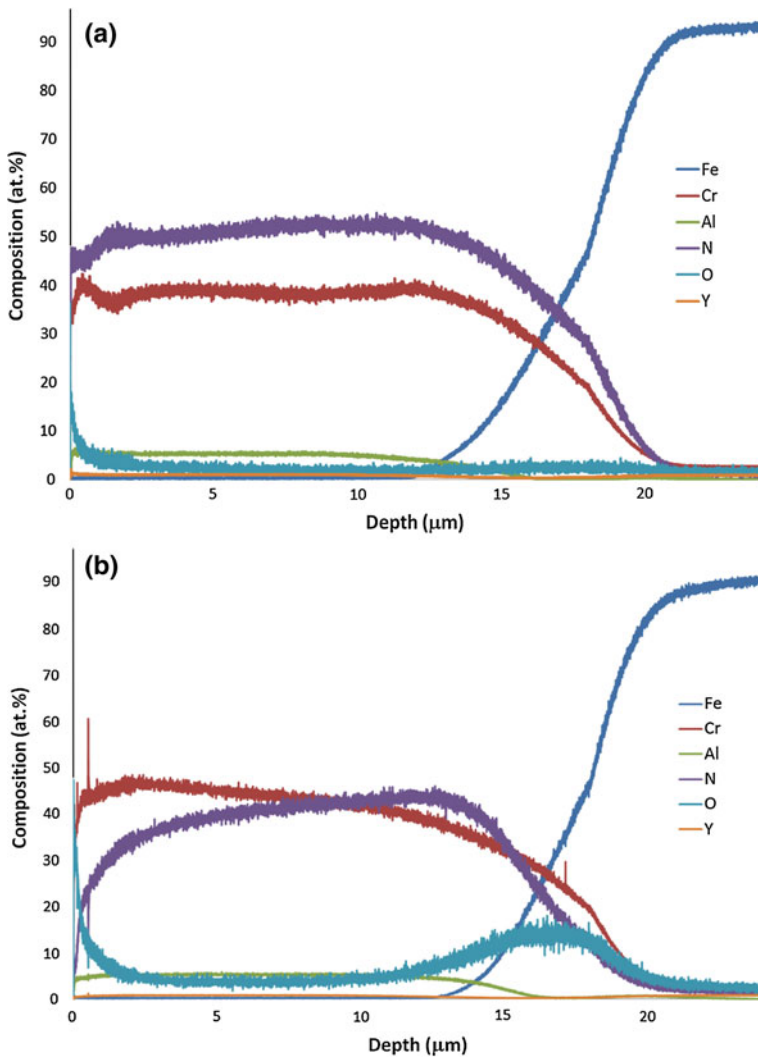 (a)
90
80
70
60
50
40
30
20
10
0
Composition (at.%)
Fe
Cr
Al
N
O
Y
0 5 10 15 20
Depth (μm)
(b)
90
80
70
60
50
40
30
20
10
0
Composition (at.%)
Fe
Cr
Al
N
O
Y
0 5 10 15 20
Depth (μm)